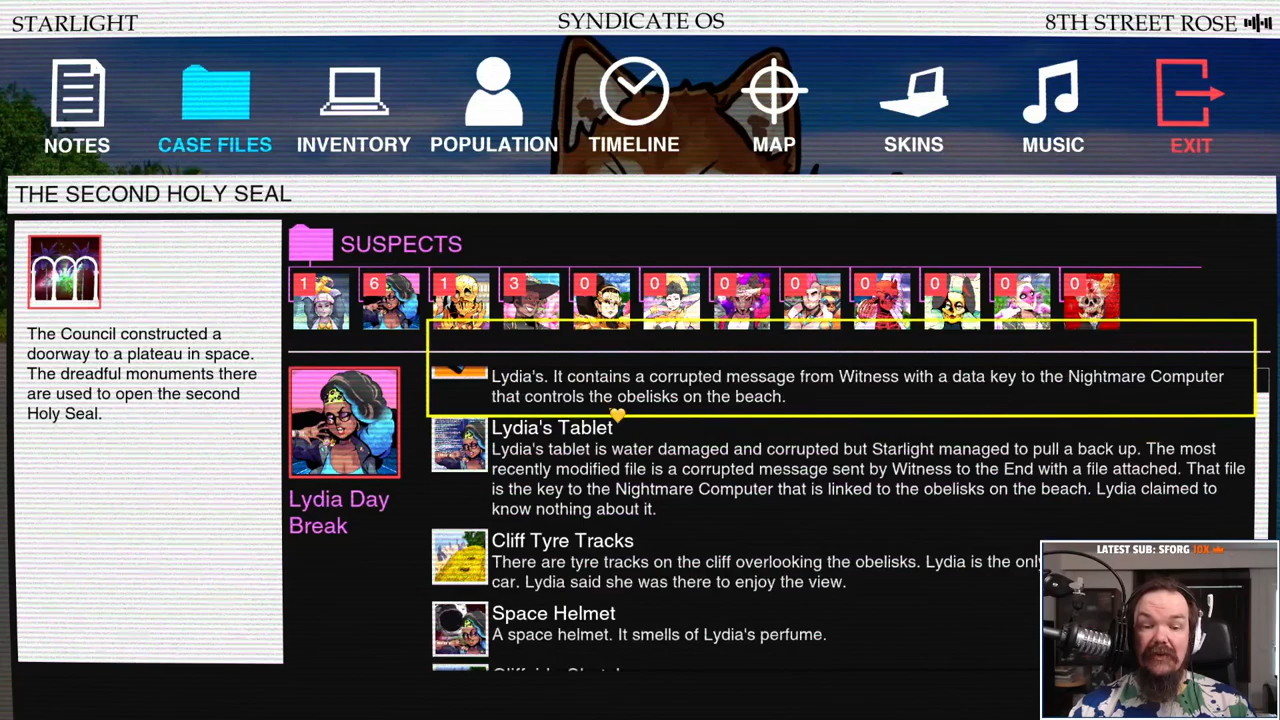 STARLIGHT
SYNDICATE OS
8TH STREET ROSE
NOTES
CASE FILES
INVENTORY
POPULATION
TIMELINE
MAP
SKINS
MUSIC
EXIT
THE SECOND HOLY SEAL
The Council constructed a
doorway to a plateau in space.
The dreadful monuments there
are used to open the second
Holy Seal.
SUSPECTS
1
6
1
3
0
0
0
0
0
0
0
0
Lydia Day
Break
Lydia's. It contains a corrupted message from Witness with a data key to the Nightmare Computer
that controls the obelisks on the beach.
Lydia's Tablet
Lydia's tablet is water damaged and corrupted but Starlight managed to pull a back up. The most
recently modified file is a corrupted message sent by Witness to the End with a file attached. That file
is the key to the Nightmare Computer that is linked to the obelisks on the beach. Lydia claimed to
know nothing about it.
Cliff Tyre Tracks
There are tyre tracks on the cliff above the obelisks. Lydia is the onl
car. Lydia said she was there to enjoy the view.
Space Helmet
A space helmet. It smells of Lydia's perfume.
LATEST SUB: SFORG 10X